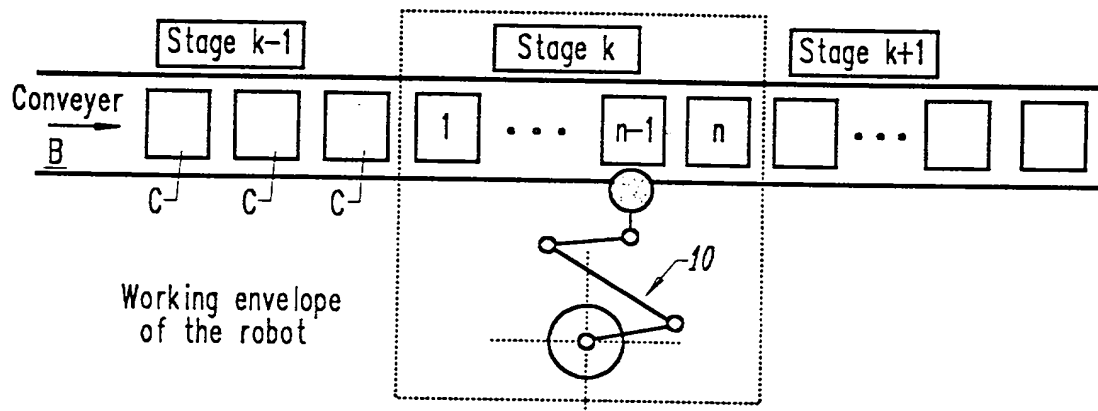 Stage k-1
Stage k
Stage k+1
Conveyer
B
1
n-1
n
C
C
C
10
Working envelope
of the robot